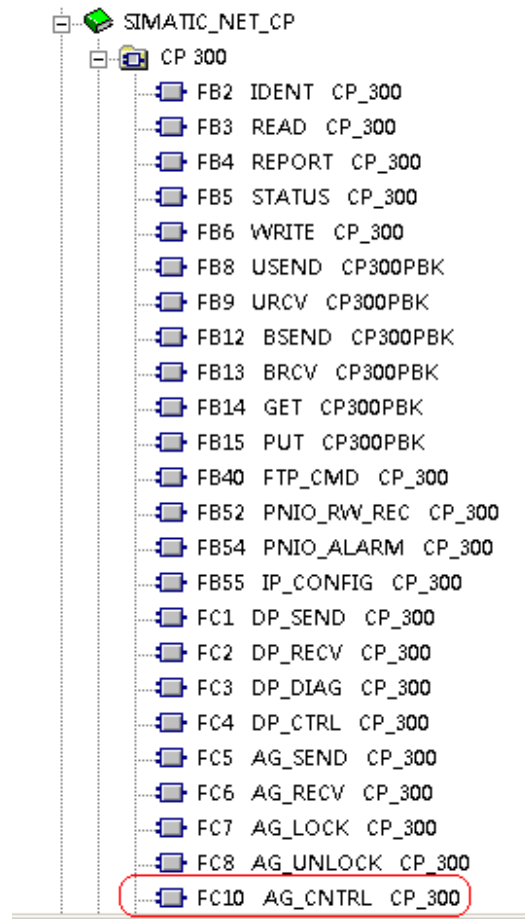 SIMATIC_NET_CP
CP 300
FB2 IDENT CP_300
FB3 READ CP_300
FB4 REPORT CP_300
FB5 STATUS CP_300
FB6 WRITE CP_300
FB8 USEND CP300PBK
FB9 URCV CP300PBK
FB12 BSEND CP300PBK
FB13 BRCV CP300PBK
FB14 GET CP300PBK
FB15 PUT CP300PBK
FB40 FTP_CMD CP_300
FB52 PNIO_RW_REC CP_300
FB54 PNIO_ALARM CP_300
FB55 IP_CONFIG CP_300
FC1 DP_SEND CP_300
FC2 DP_RECV CP_300
FC3 DP_DIAG CP_300
FC4 DP_CTRL CP_300
FC5 AG_SEND CP_300
FC6 AG_RECV CP_300
FC7 AG_LOCK CP_300
FC8 AG_UNLOCK CP_300
FC10 AG_CNTRL CP_300